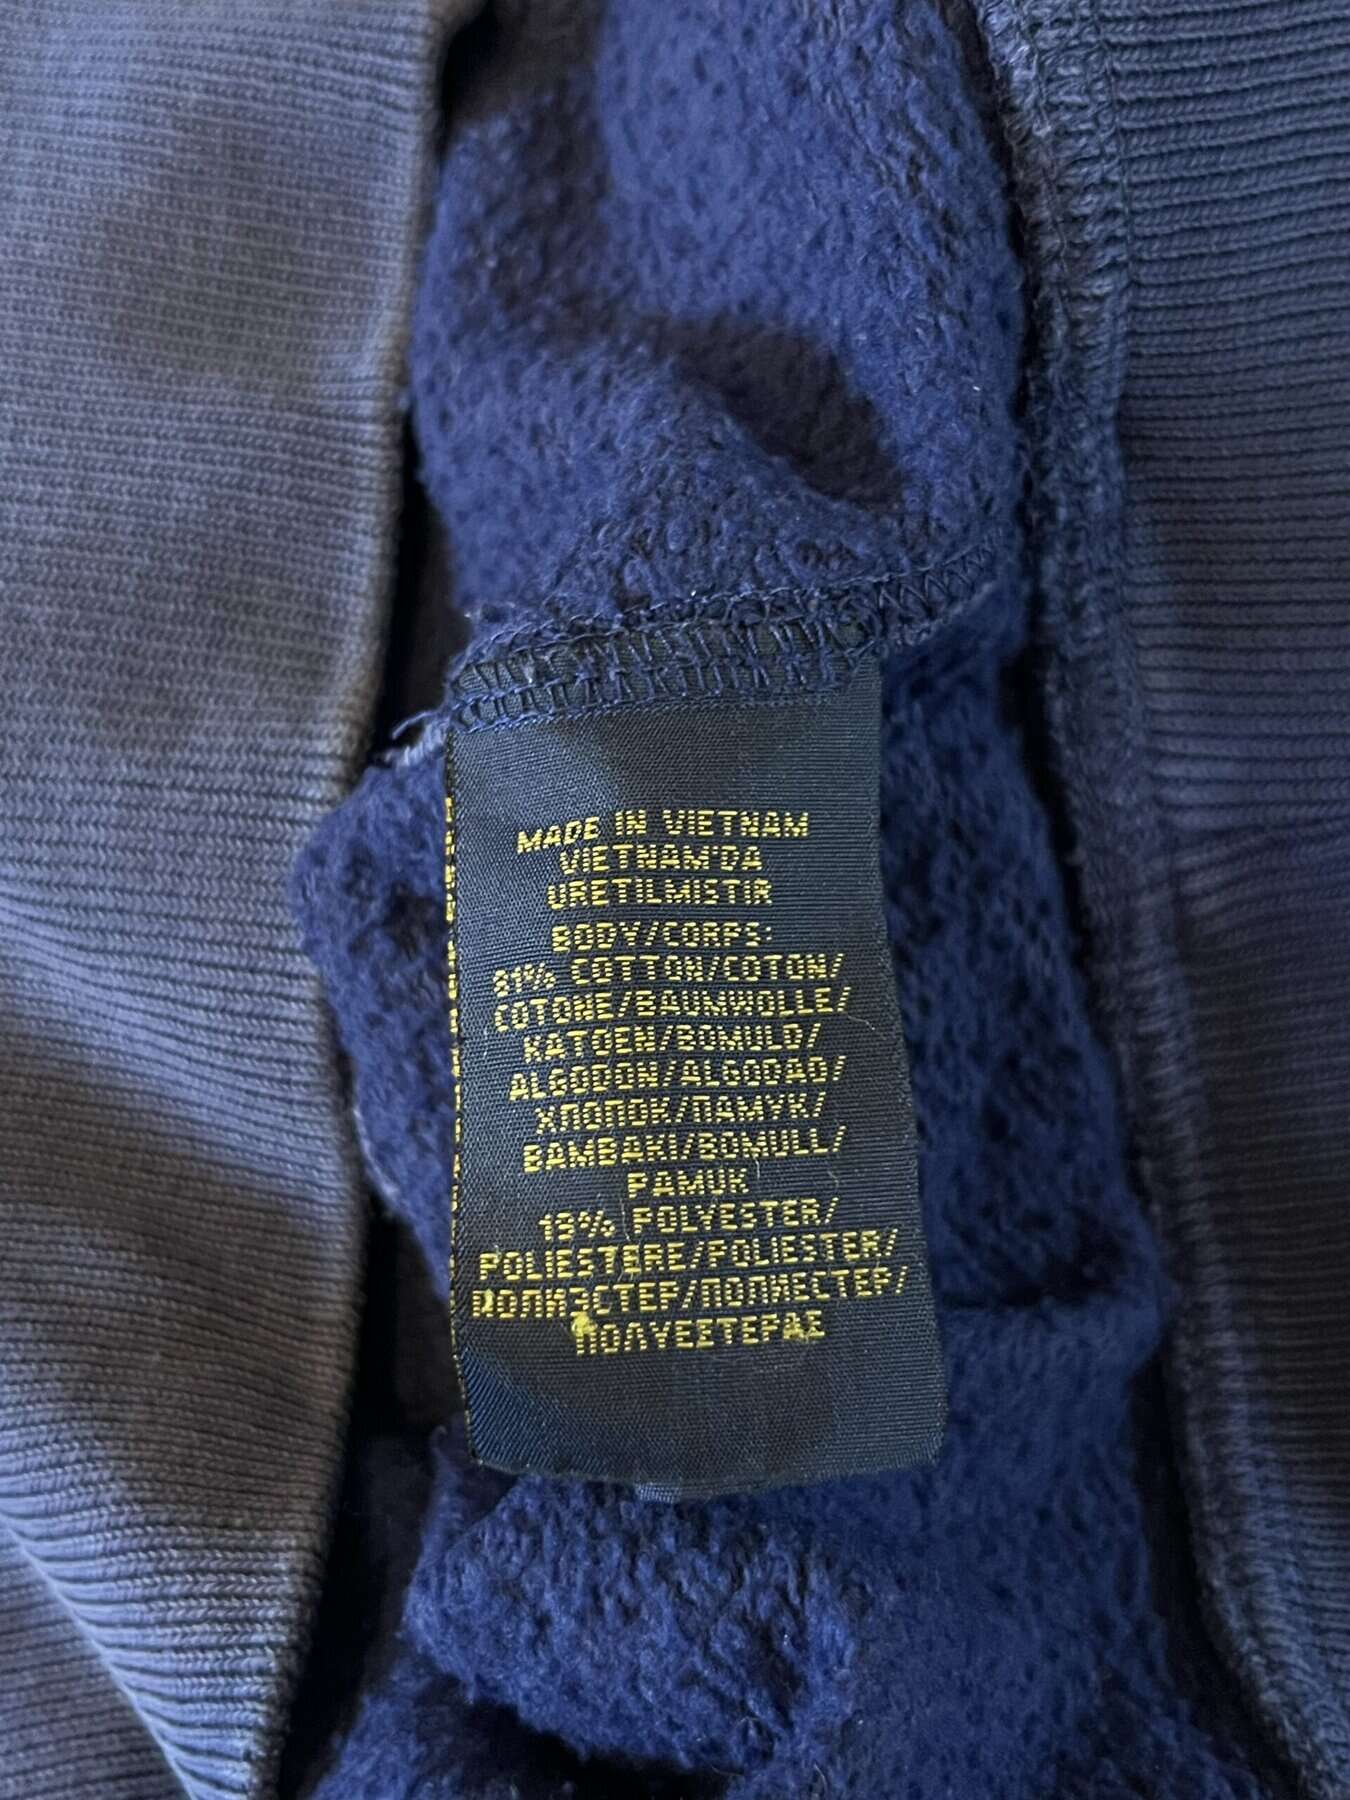 MADE IN VIETNAM
VIETNAM'DA
URETILMISTIR
BODY/CORPS:
81% COTTON/COTON/
COTONE/BAUMWOLLE/
KATOEN/BOMULD/
ALGODON/ALGODAO/
ХЛОПОК/ПАМУК/
BAMBAKI/BOMULL/
PAMUK
19% POLYESTER/
POLIESTERE/POLIESTER/
ПОЛИЭСТЕР/ПОЛИЕСТЕР/
ΠΟΛΥΕΣΤΕΡΑΣ